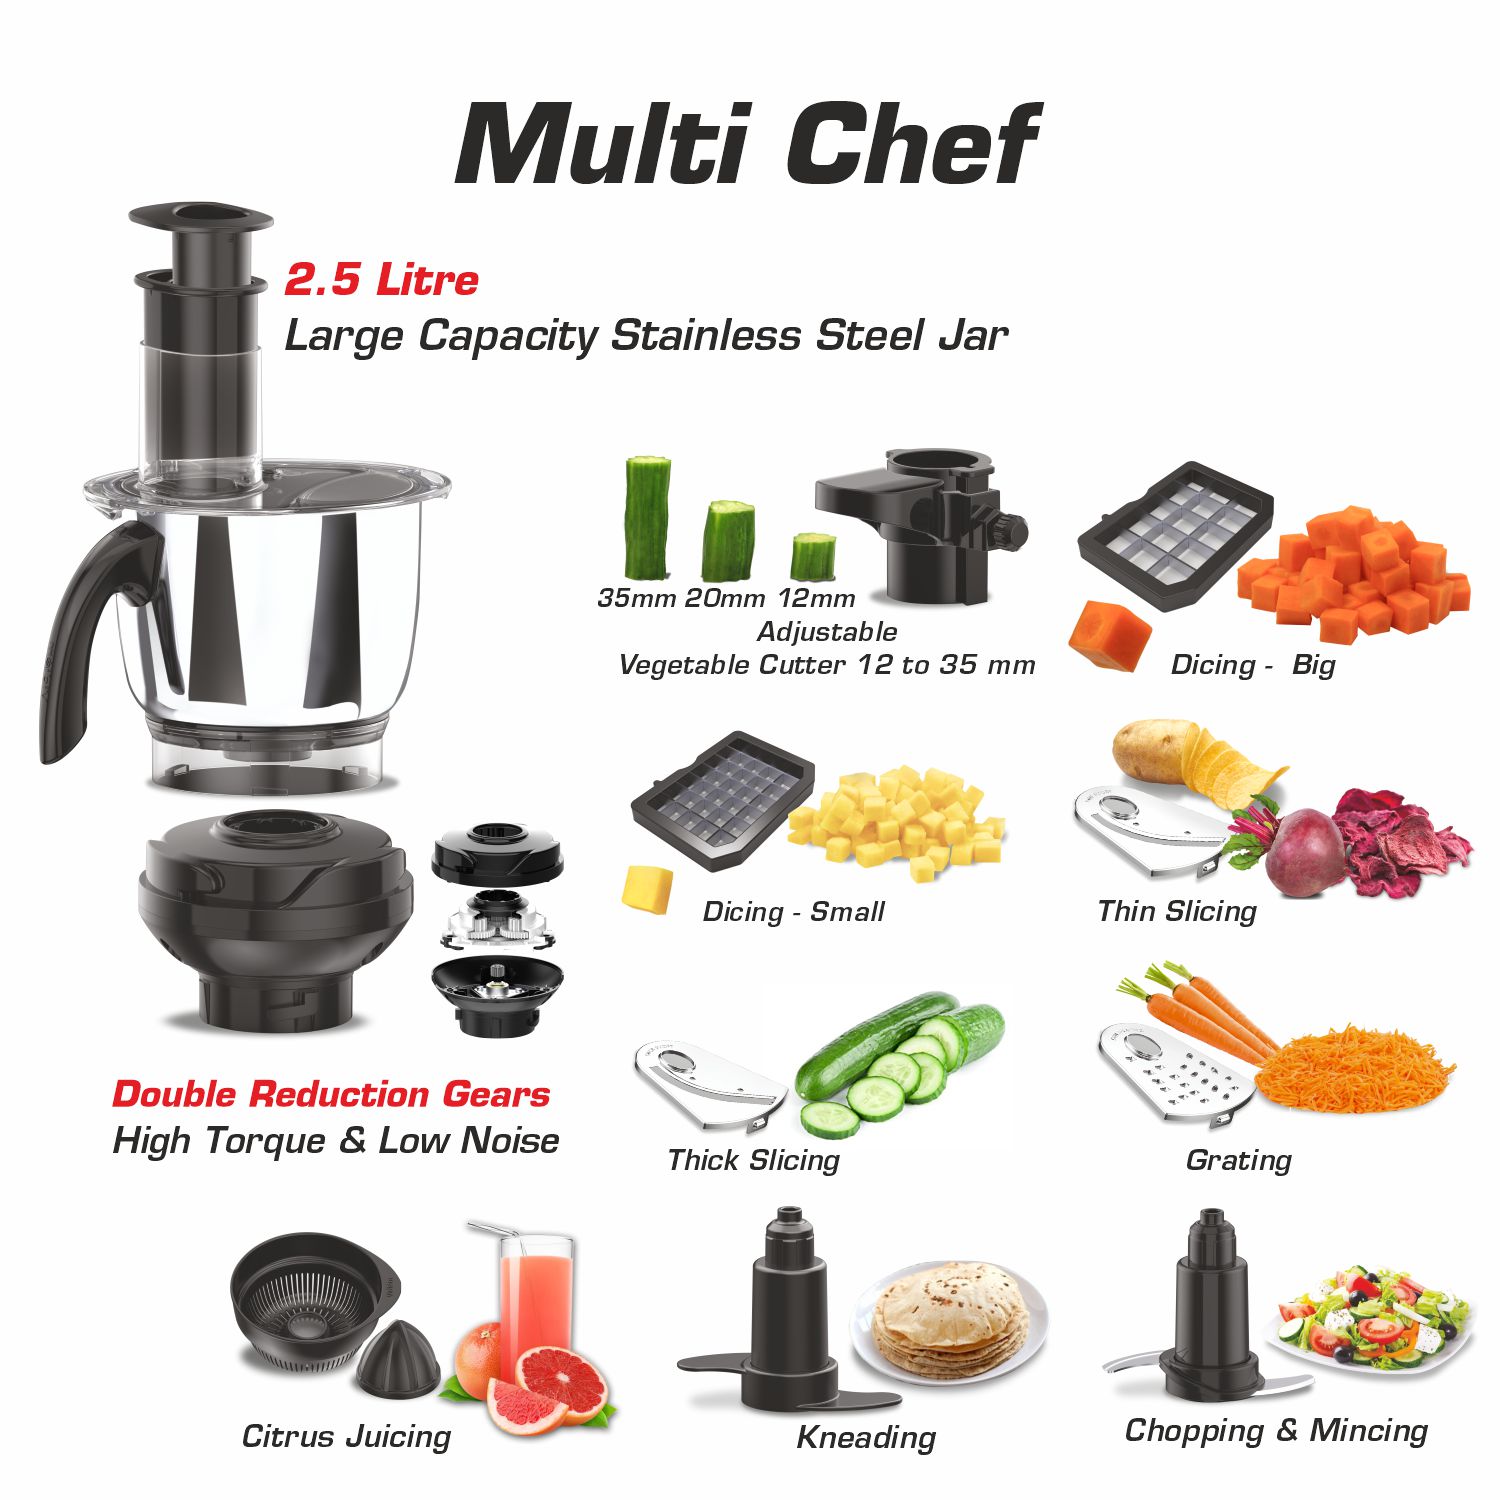 Multi Chef
2.5 Litre
Large Capacity Stainless Steel Jar
35mm 20mm 12mm
Adjustable
Vegetable Cutter 12 to 35 mm
Dicing - Big
Dicing - Small
Thin Slicing
Double Reduction Gears
High Torque & Low Noise
Thick Slicing
Grating
Citrus Juicing
Kneading
Chopping & Mincing